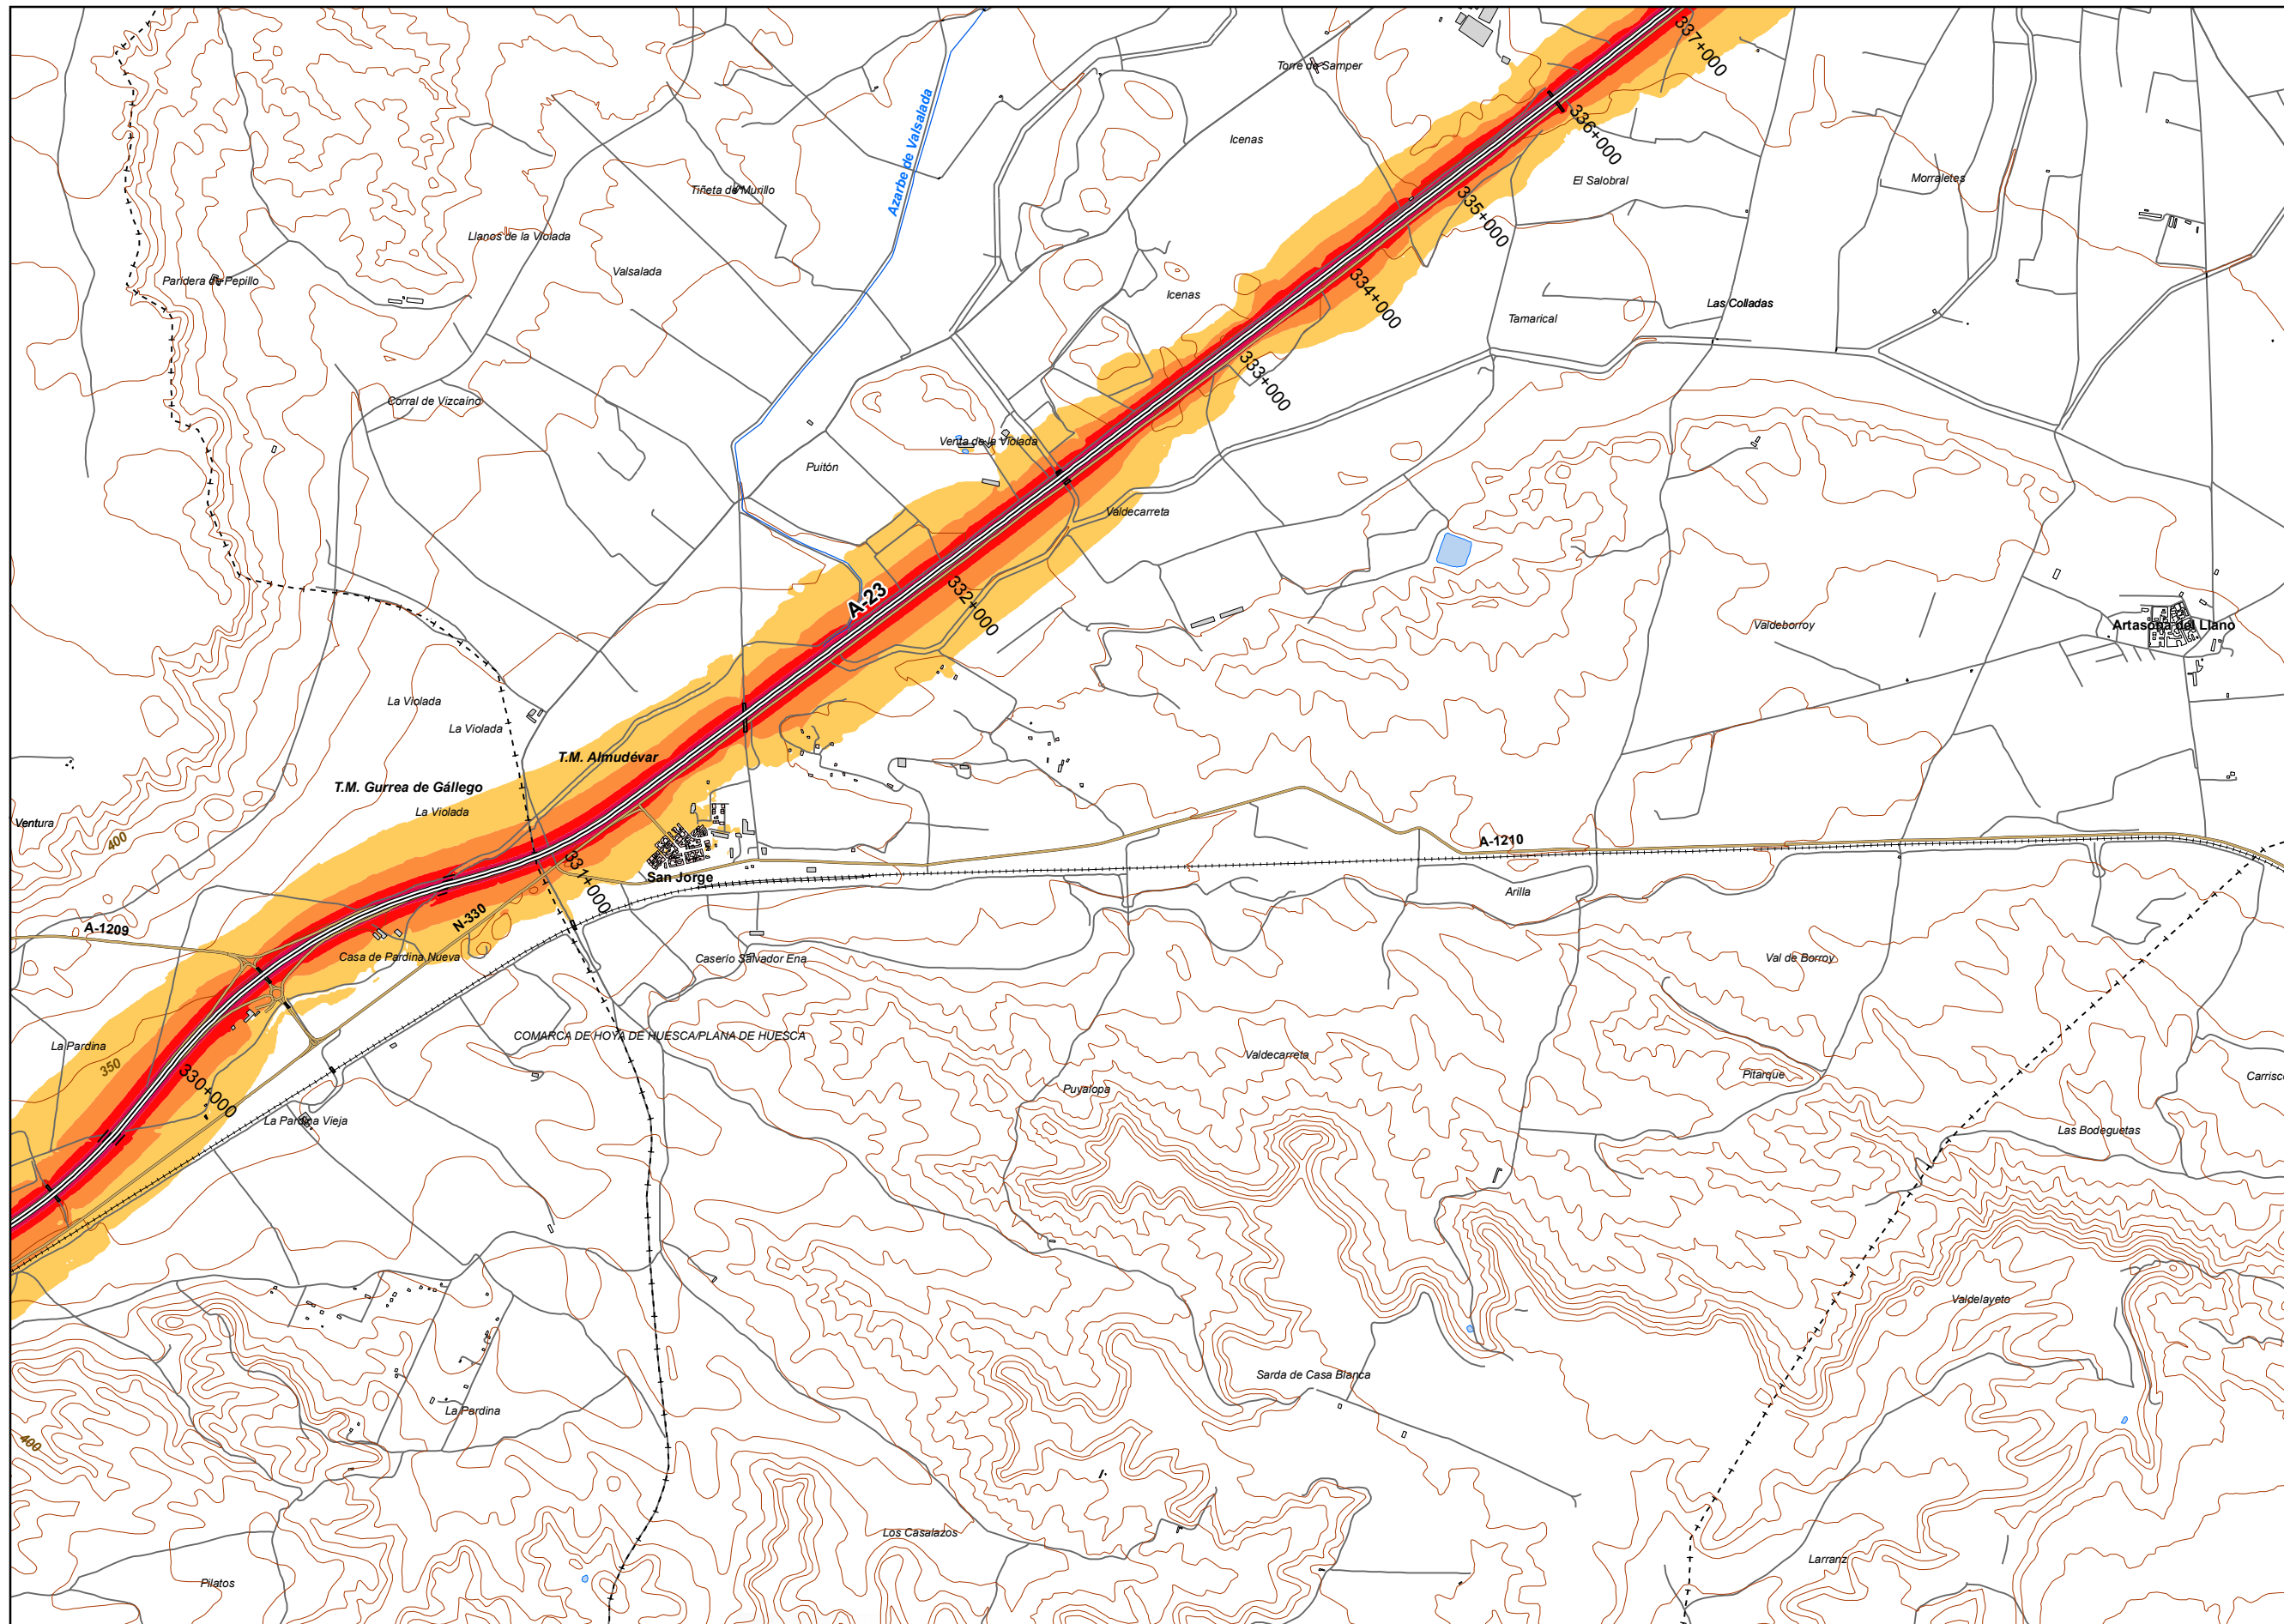 337+000
Torre de Samper
Azarbe de Valsalada
336+000
Icenas
El Salobral
Morraletes
Tiñeta de Murillo
335+000
Llanos de la Violada
Valsalada
Paridera de Pepillo
Icenas
334+000
Las Colladas
Tamarical
333+000
Corral de Vizcaíno
Venta de la Violada
Puitón
Valdecarreta
A-23
332+000
Valdeborroy
Artasona del Llano
La Violada
La Violada
T.M. Almudévar
T.M. Gurrea de Gállego
La Violada
Ventura
400
A-1210
331+000
San Jorge
Arilla
N-330
A-1209
Casa de Pardina Nueva
Caserío Salvador Ena
Val de Borroy
COMARCA DE HOYA DE HUESCA/PLANA DE HUESCA
La Pardina
Valdecarreta
350
330+000
Puyalopa
Pitarque
Carrisco
La Pardina Vieja
Las Bodeguetas
Valdelayeto
Sarda de Casa Blanca
La Pardina
400
Los Casalazos
Larranz
Pilatos